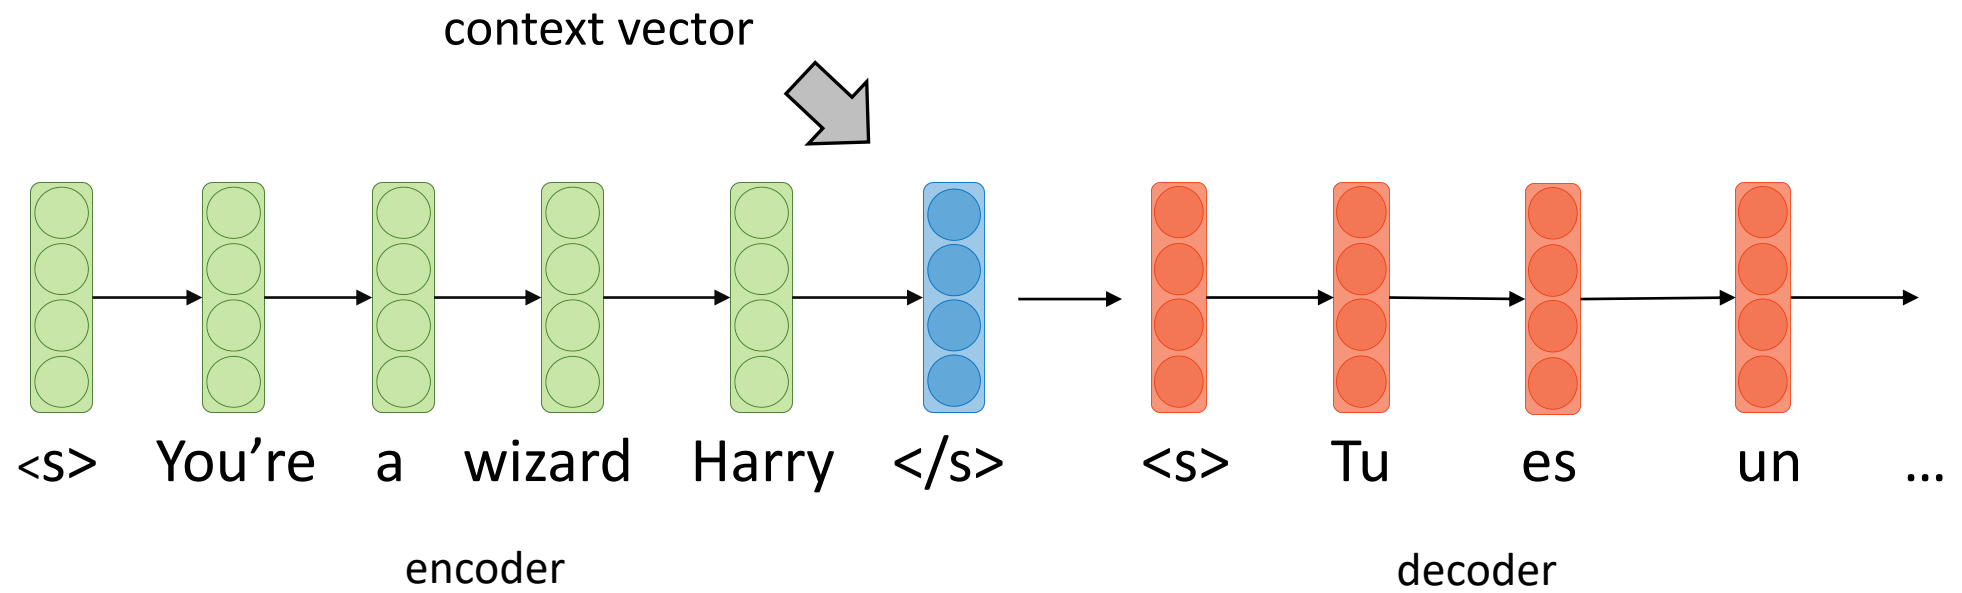 context vector
<s> You’re a wizard Harry </s> <s> Tu es un ...
encoder decoder